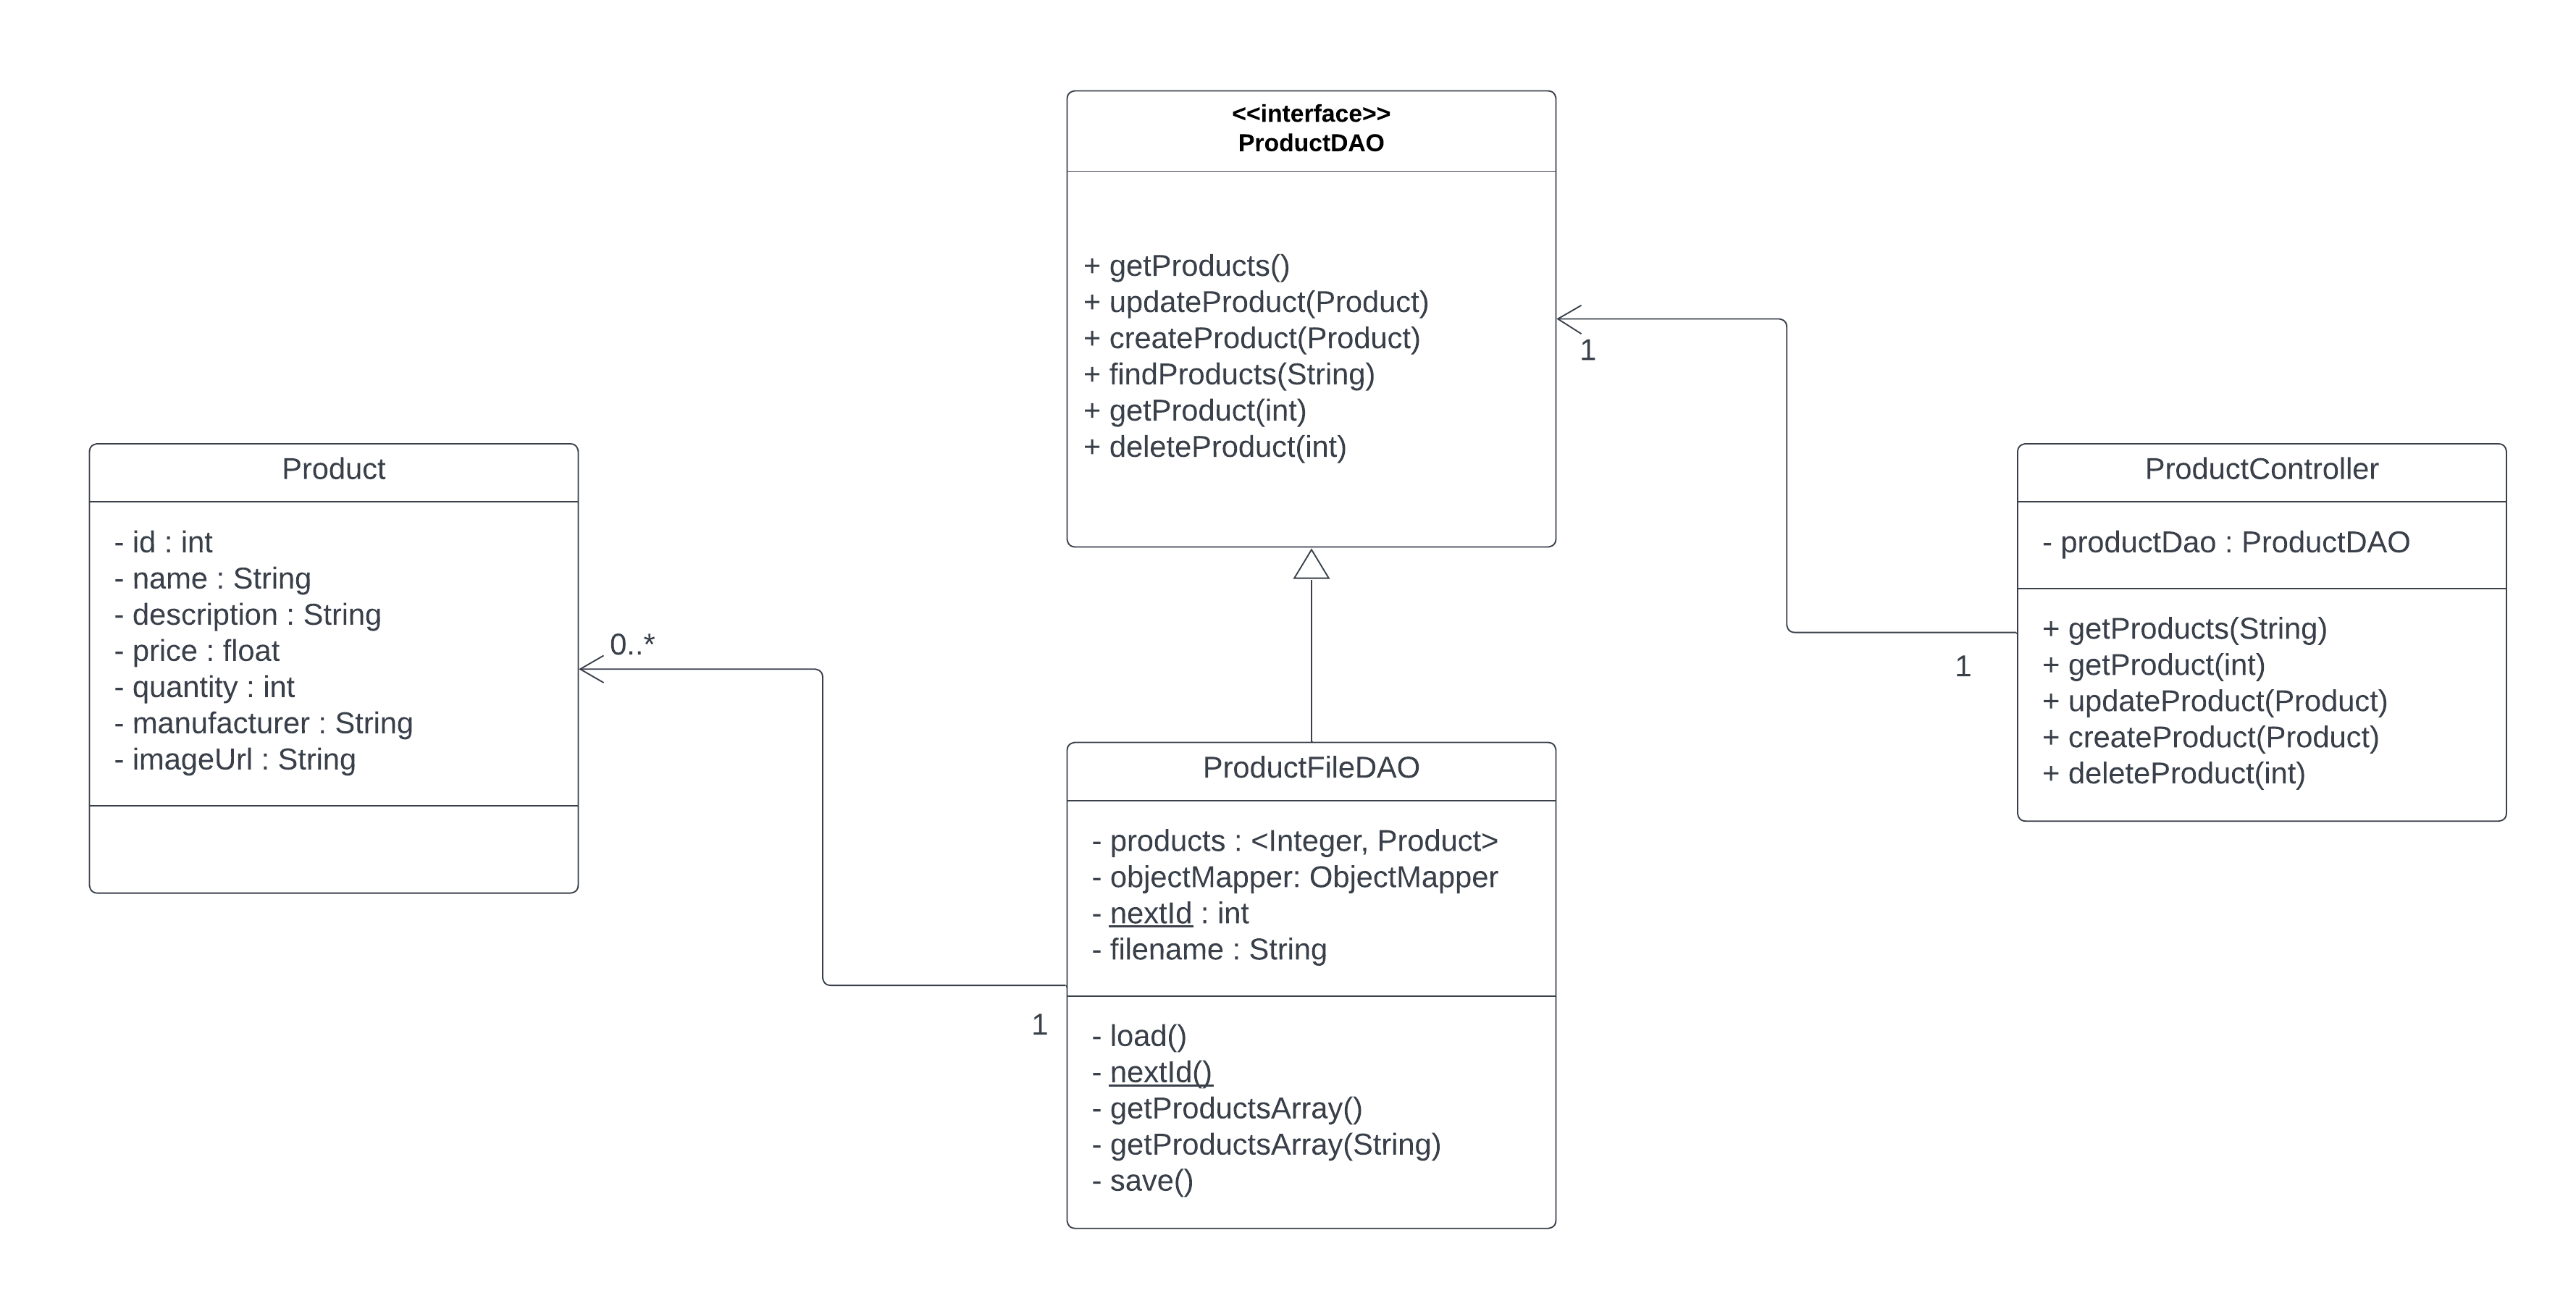 <<interface>>
ProductDAO
+ getProducts()
+ updateProduct(Product)
+ createProduct(Product)
+ findProducts(String)
+ getProduct(int)
+ deleteProduct(int)
1
Product
- id : int
- name : String
- description : String
- price : float
- quantity : int
- manufacturer : String
- imageUrl : String
0..*
ProductController
- productDao : ProductDAO
+ getProducts(String)
+ getProduct(int)
+ updateProduct(Product)
+ createProduct(Product)
+ deleteProduct(int)
1
ProductFileDAO
- products : <Integer, Product>
- objectMapper: ObjectMapper
- nextId : int
- filename : String
1
- load()
- nextId()
- getProductsArray()
- getProductsArray(String)
- save()